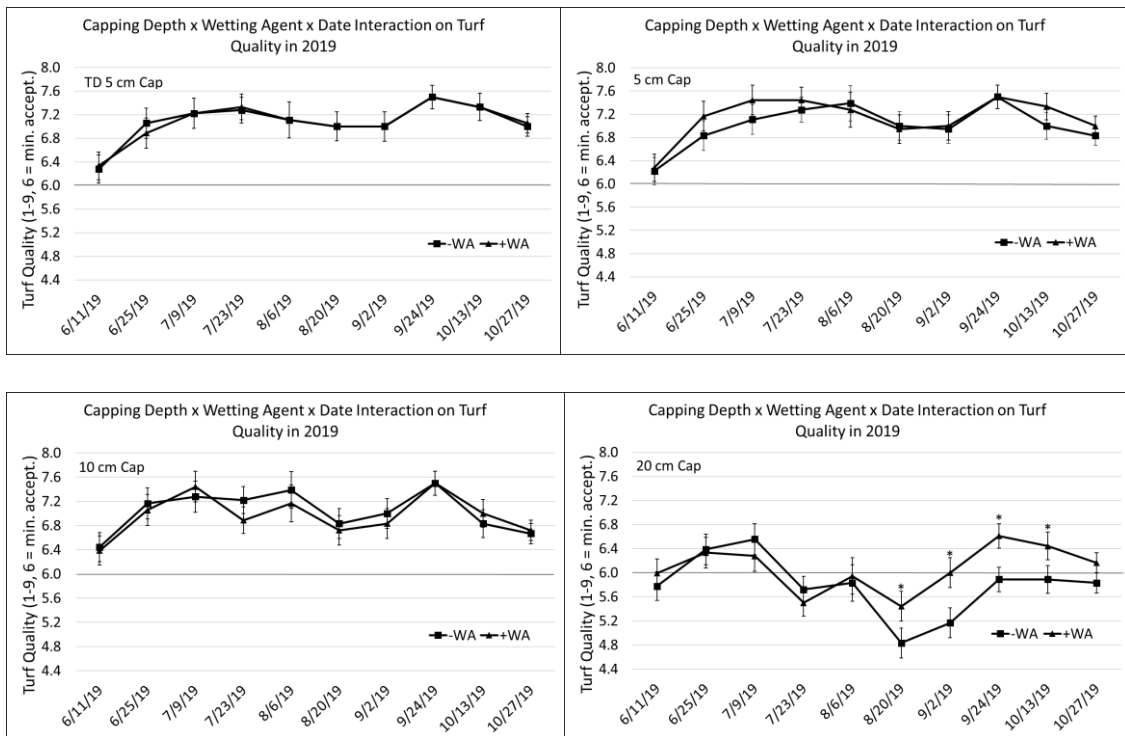 Capping Depth x Wetting Agent x Date Interaction on Turf
Quality in 2019
Turf Quality (1-9, 6 = min. accept.)
8.0
7.6
7.2
6.8
6.4
6.0
5.6
5.2
4.8
4.4
TD 5 cm Cap
-WA +WA
6/11/19 6/25/19 7/9/19 7/23/19 8/6/19 8/20/19 9/2/19 9/24/19 10/13/19 10/27/19
Capping Depth x Wetting Agent x Date Interaction on Turf
Quality in 2019
Turf Quality (1-9, 6 = min. accept.)
8.0
7.6
7.2
6.8
6.4
6.0
5.6
5.2
4.8
4.4
5 cm Cap
-WA +WA
6/11/19 6/25/19 7/9/19 7/23/19 8/6/19 8/20/19 9/2/19 9/24/19 10/13/19 10/27/19
Capping Depth x Wetting Agent x Date Interaction on Turf
Quality in 2019
Turf Quality (1-9, 6 = min. accept.)
8.0
7.6
7.2
6.8
6.4
6.0
5.6
5.2
4.8
4.4
10 cm Cap
-WA +WA
6/11/19 6/25/19 7/9/19 7/23/19 8/6/19 8/20/19 9/2/19 9/24/19 10/13/19 10/27/19
Capping Depth x Wetting Agent x Date Interaction on Turf
Quality in 2019
Turf Quality (1-9, 6 = min. accept.)
8.0
7.6
7.2
6.8
6.4
6.0
5.6
5.2
4.8
4.4
20 cm Cap
* * * *
-WA +WA
6/11/19 6/25/19 7/9/19 7/23/19 8/6/19 8/20/19 9/2/19 9/24/19 10/13/19 10/27/19